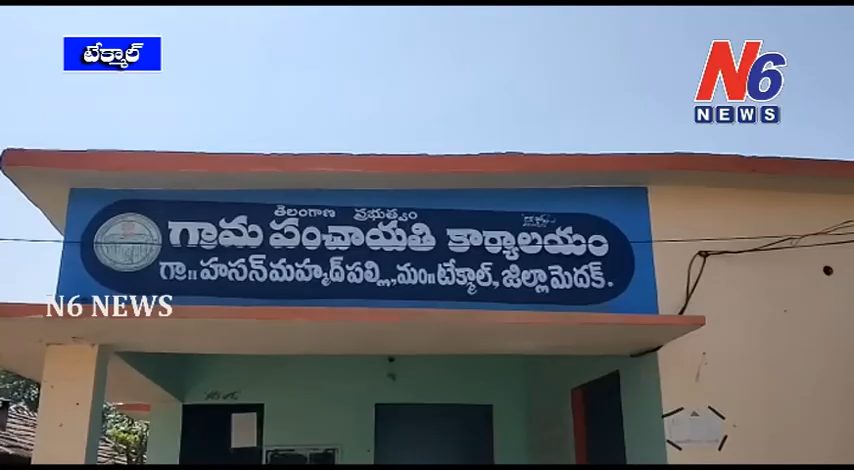 టేక్మాల్
N6
NEWS
తెలంగాణ ప్రభుత్వం
గ్రామ పంచాయతి కార్యాలయం
గ్రా॥ హసన్ మహ్మద్ పల్లి, మం॥ టేక్మాల్, జిల్లా మెదక్.
N6 NEWS